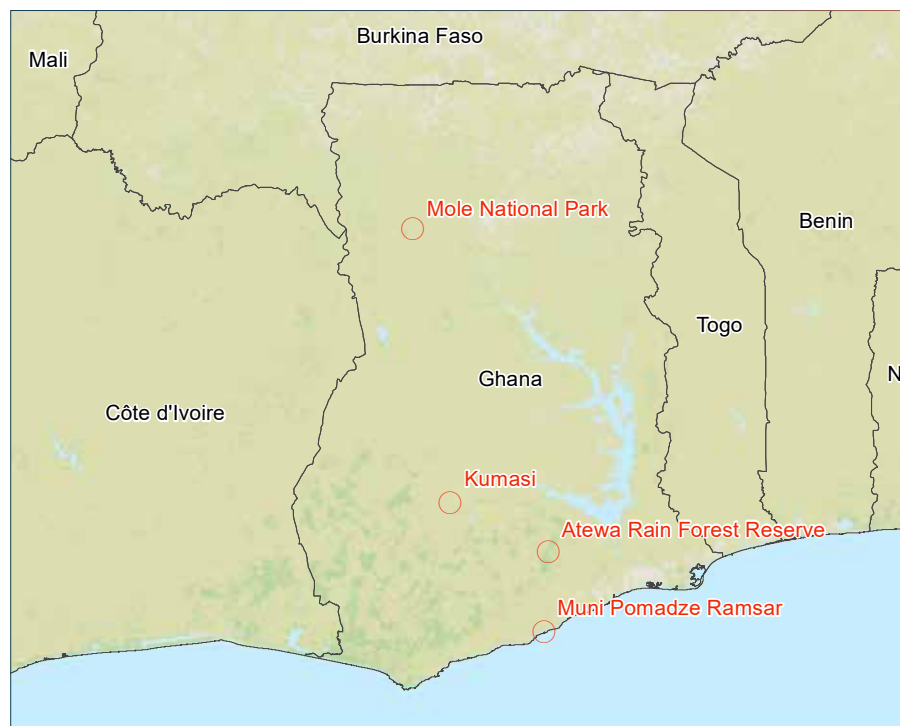 Burkina Faso
Mali
Mole National Park
Benin
Togo
Ghana
N
Côte d'Ivoire
Kumasi
Atewa Rain Forest Reserve
Muni Pomadze Ramsar